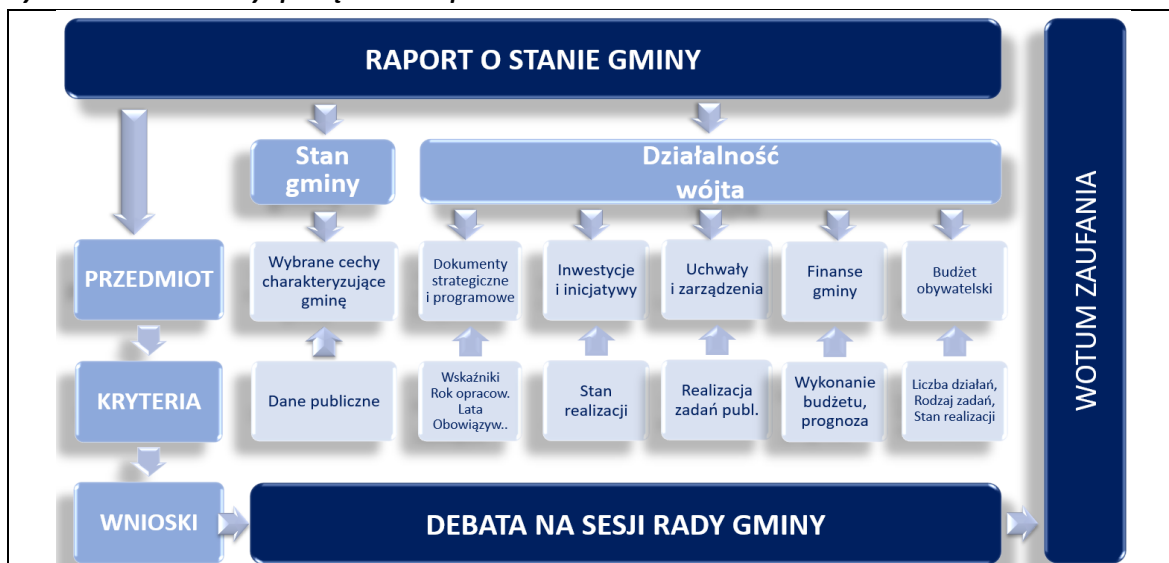 RAPORT O STANIE GMINY
Stan
gminy
Działalność
wójta
PRZEDMIOT
Wybrane cechy
charakteryzujące
gminę
Dokumenty
strategiczne
i programowe
Inwestycje
i inicjatywy
Uchwały
i zarządzenia
Finanse
gminy
Budżet
obywatelski
KRYTERIA
Dane publiczne
Wskaźniki
Rok opracow.
Lata
Obowiązyw..
Stan
realizacji
Realizacja
zadań publ.
Wykonanie
budżetu,
prognoza
Liczba działań,
Rodzaj zadań,
Stan realizacji
WNIOSKI
DEBATA NA SESJI RADY GMINY
WOTUM ZAUFANIA